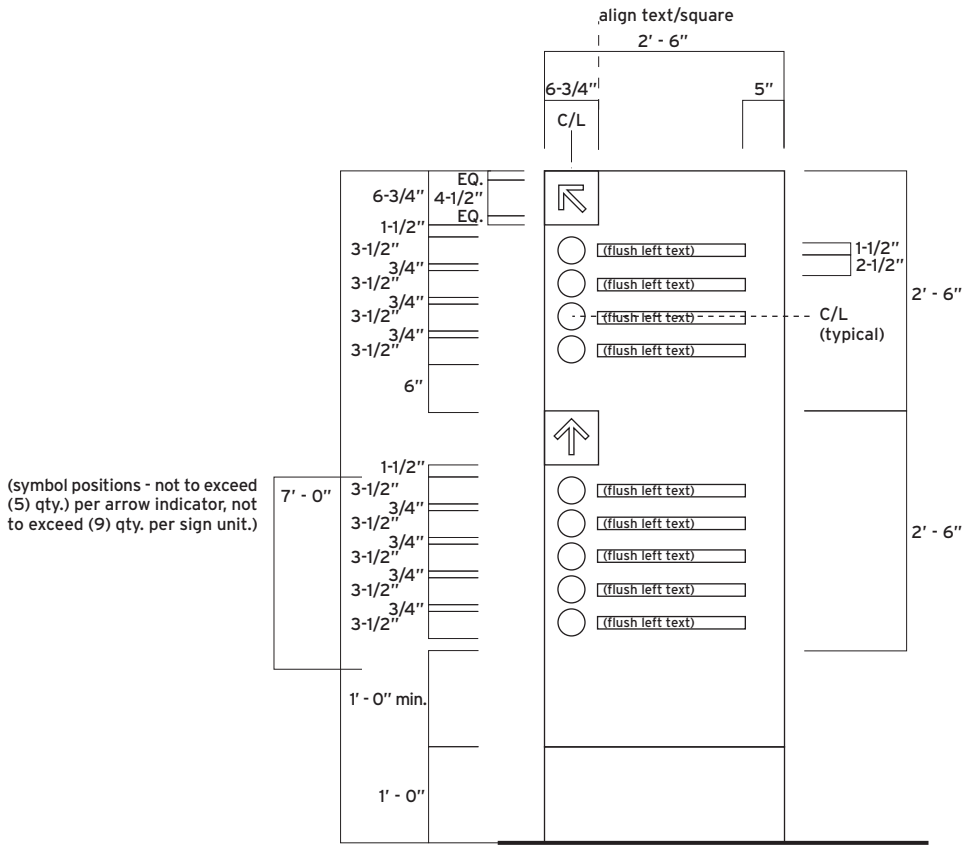 align text/square
2' - 6"
6-3/4"
5"
C/L
EQ.
6-3/4"
4-1/2"
EQ.
1-1/2"
3-1/2"
(flush left text)
1-1/2"
3/4"
2-1/2"
3-1/2"
(flush left text)
2' - 6"
3/4"
3-1/2"
(flush left text)
C/L
(typical)
3/4"
3-1/2"
(flush left text)
6"
1-1/2"
(symbol positions - not to exceed
(5) qty.) per arrow indicator, not
to exceed (9) qty. per sign unit.)
7' - 0"
3-1/2"
(flush left text)
3/4"
3-1/2"
(flush left text)
2' - 6"
3/4"
3-1/2"
(flush left text)
3/4"
3-1/2"
(flush left text)
3/4"
3-1/2"
(flush left text)
1' - 0" min.
1' - 0"